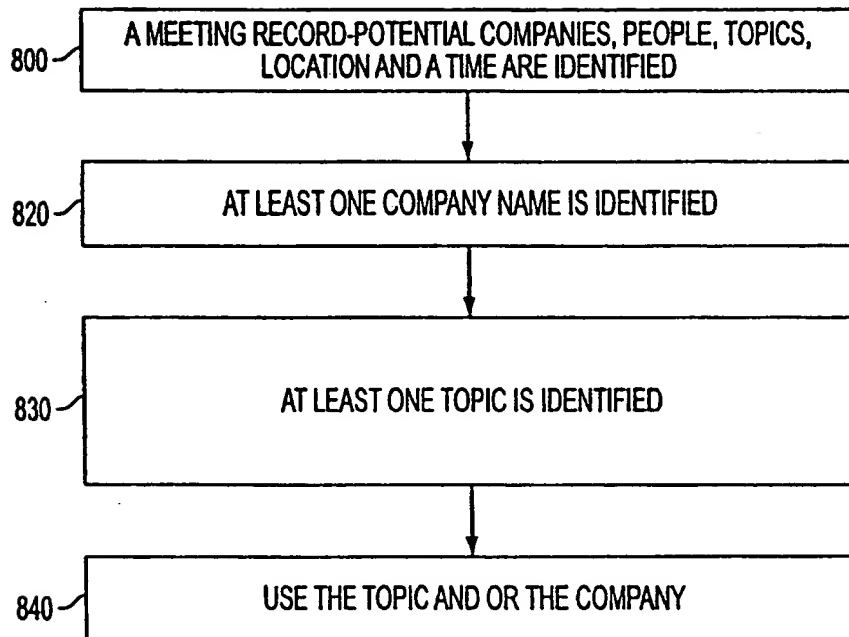 800
A MEETING RECORD-POTENTIAL COMPANIES, PEOPLE, TOPICS,
LOCATION AND A TIME ARE IDENTIFIED
820
AT LEAST ONE COMPANY NAME IS IDENTIFIED
830
AT LEAST ONE TOPIC IS IDENTIFIED
840
USE THE TOPIC AND OR THE COMPANY